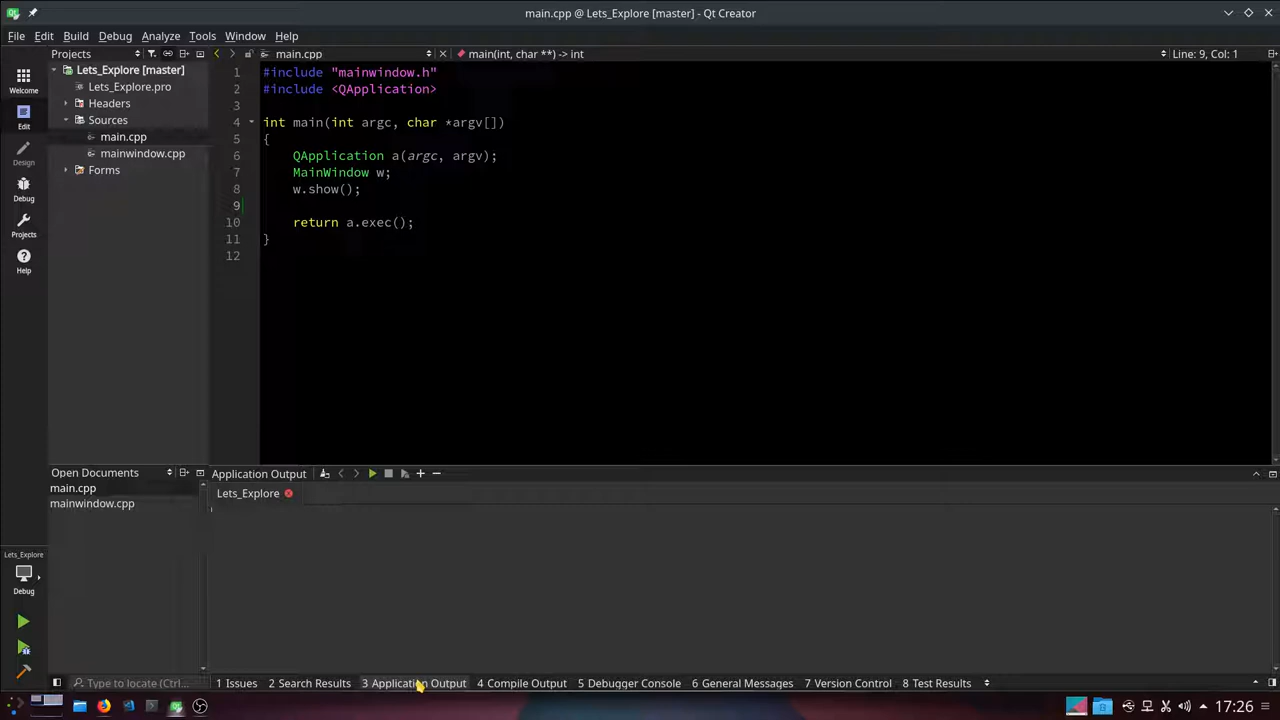 main.cpp @ Lets_Explore [master] - Qt Creator
File Edit Build Debug Analyze Tools Window Help
Projects
main.cpp
main(int, char **) -> int
Line: 9, Col: 1
Welcome
Edit
Design
Debug
Projects
Help
Lets_Explore [master]
Lets_Explore.pro
Headers
Sources
main.cpp
mainwindow.cpp
Forms
1 #include "mainwindow.h"
2 #include <QApplication>
3
4 int main(int argc, char *argv[])
5 {
6 QApplication a(argc, argv);
7 MainWindow w;
8 w.show();
9
10 return a.exec();
11 }
12
Open Documents
main.cpp
mainwindow.cpp
Application Output
Lets_Explore
Lets_Explore
Debug
Type to locate (Ctrl...
1 Issues 2 Search Results 3 Application Output 4 Compile Output 5 Debugger Console 6 General Messages 7 Version Control 8 Test Results
17:26